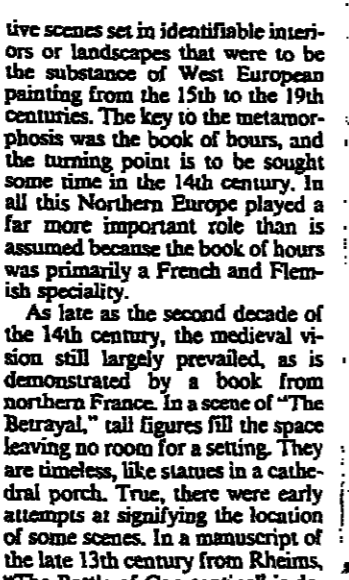 tive scenes set in identifiable interi-
ors or landscapes that were to be
the substance of West European
painting from the 15th to the 19th
centuries. The key to the metamor-
phosis was the book of hours, and
the turning point is to be sought
some time in the 14th century. In
all this Northern Europe played a
far more important role than is
assumed because the book of hours
was primarily a French and Flem-
ish speciality.
As late as the second decade of
the 14th century, the medieval vi-
sion still largely prevailed, as is
demonstrated by a book from
northern France. In a scene of "The
Betrayal," tall figures fill the space
leaving no room for a setting. They
are timeless, like statues in a cathe-
dral porch. True, there were early
attempts at signifying the location
of some scenes. In a manuscript of
the late 13th century from Rheims,
"The Battle of